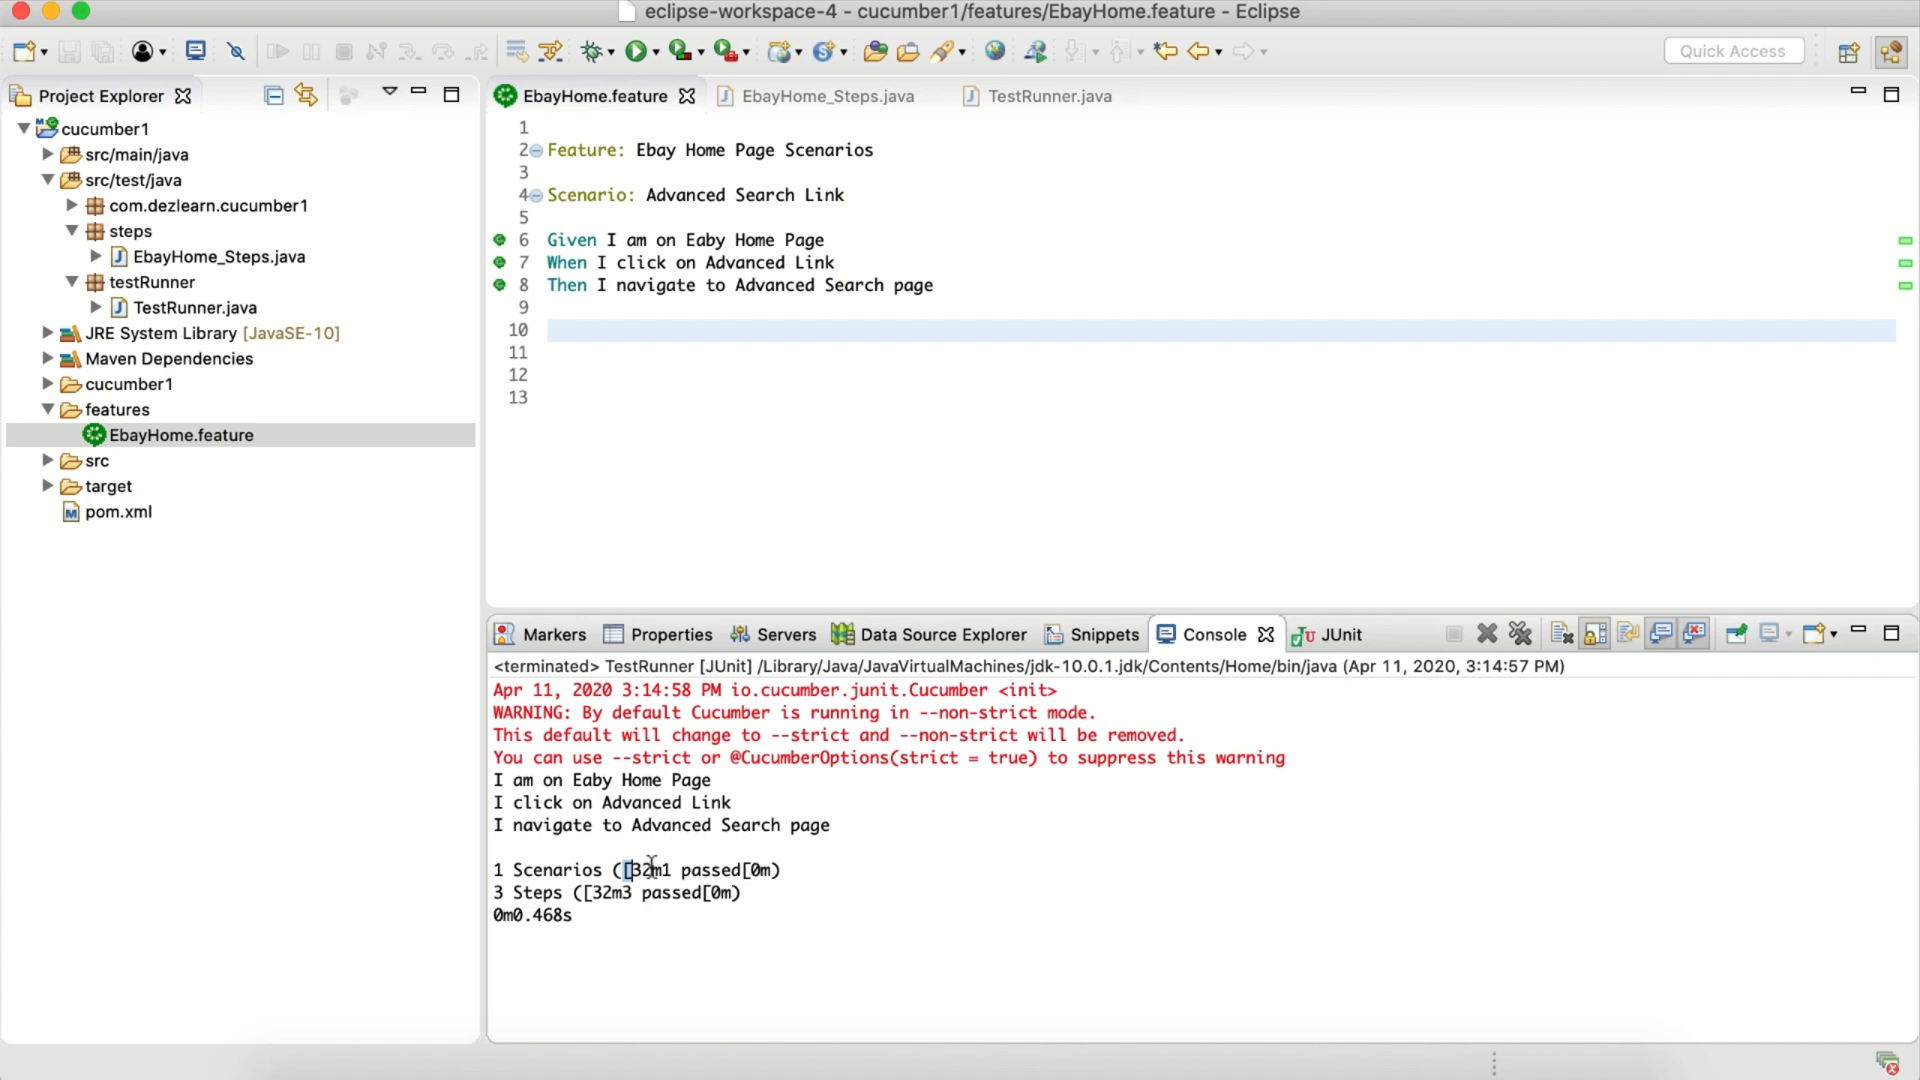 eclipse-workspace-4 - cucumber1/features/EbayHome.feature - Eclipse
Quick Access
Project Explorer
cucumber1
src/main/java
src/test/java
com.dezlearn.cucumber1
steps
EbayHome_Steps.java
testRunner
TestRunner.java
JRE System Library [JavaSE-10]
Maven Dependencies
cucumber1
features
EbayHome.feature
src
target
pom.xml
EbayHome.feature
EbayHome_Steps.java
TestRunner.java
1
2 Feature: Ebay Home Page Scenarios
3
4 Scenario: Advanced Search Link
5
6 Given I am on Eaby Home Page
7 When I click on Advanced Link
8 Then I navigate to Advanced Search page
9
10
11
12
13
Markers
Properties
Servers
Data Source Explorer
Snippets
Console
JUnit
<terminated> TestRunner [JUnit] /Library/Java/JavaVirtualMachines/jdk-10.0.1.jdk/Contents/Home/bin/java (Apr 11, 2020, 3:14:57 PM)
Apr 11, 2020 3:14:58 PM io.cucumber.junit.Cucumber <init>
WARNING: By default Cucumber is running in --non-strict mode.
This default will change to --strict and --non-strict will be removed.
You can use --strict or @CucumberOptions(strict = true) to suppress this warning
I am on Eaby Home Page
I click on Advanced Link
I navigate to Advanced Search page
1 Scenarios ([32m1 passed[0m)
3 Steps ([32m3 passed[0m)
0m0.468s